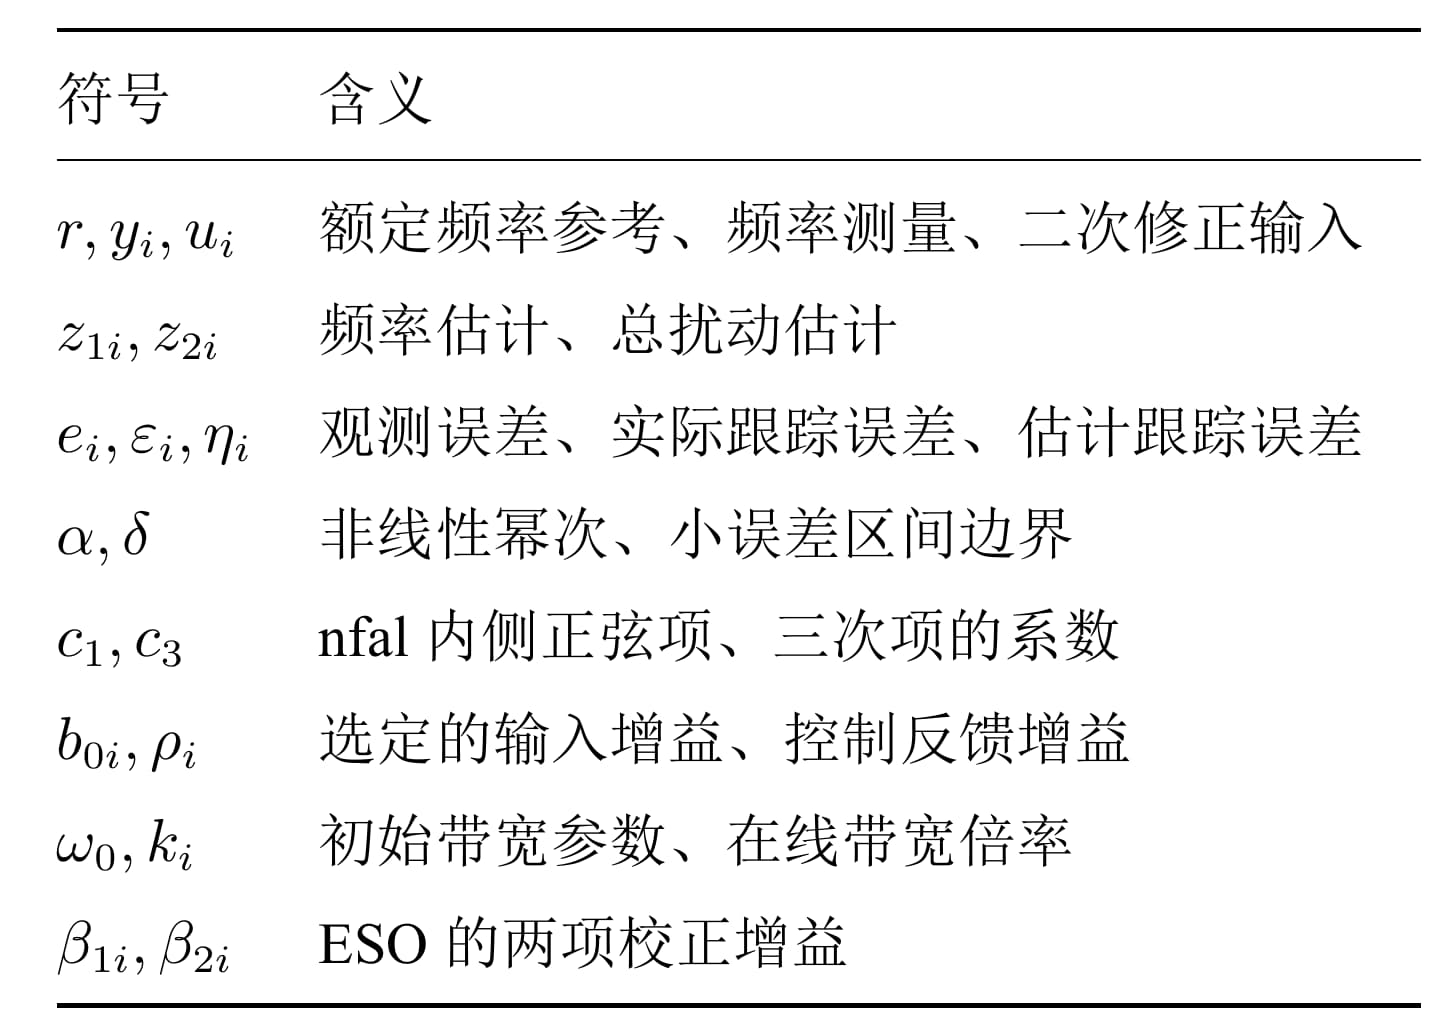 符号 含义
r, y_i, u_i 额定频率参考、频率测量、二次修正输入
z_{1i}, z_{2i} 频率估计、总扰动估计
e_i, ε_i, η_i 观测误差、实际跟踪误差、估计跟踪误差
α, δ 非线性幂次、小误差区间边界
c_1, c_3 nfal 内侧正弦项、三次项的系数
b_{0i}, ρ_i 选定的输入增益、控制反馈增益
ω_0, k_i 初始带宽参数、在线带宽倍率
β_{1i}, β_{2i} ESO 的两项校正增益